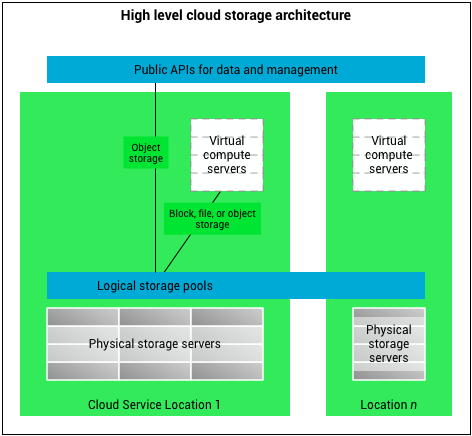 High level cloud storage architecture
Public APIs for data and management
Object
storage
Virtual
compute
servers
Virtual
compute
servers
Block, file, or object
storage
Logical storage pools
Physical storage servers
Physical
storage
servers
Cloud Service Location 1
Location n